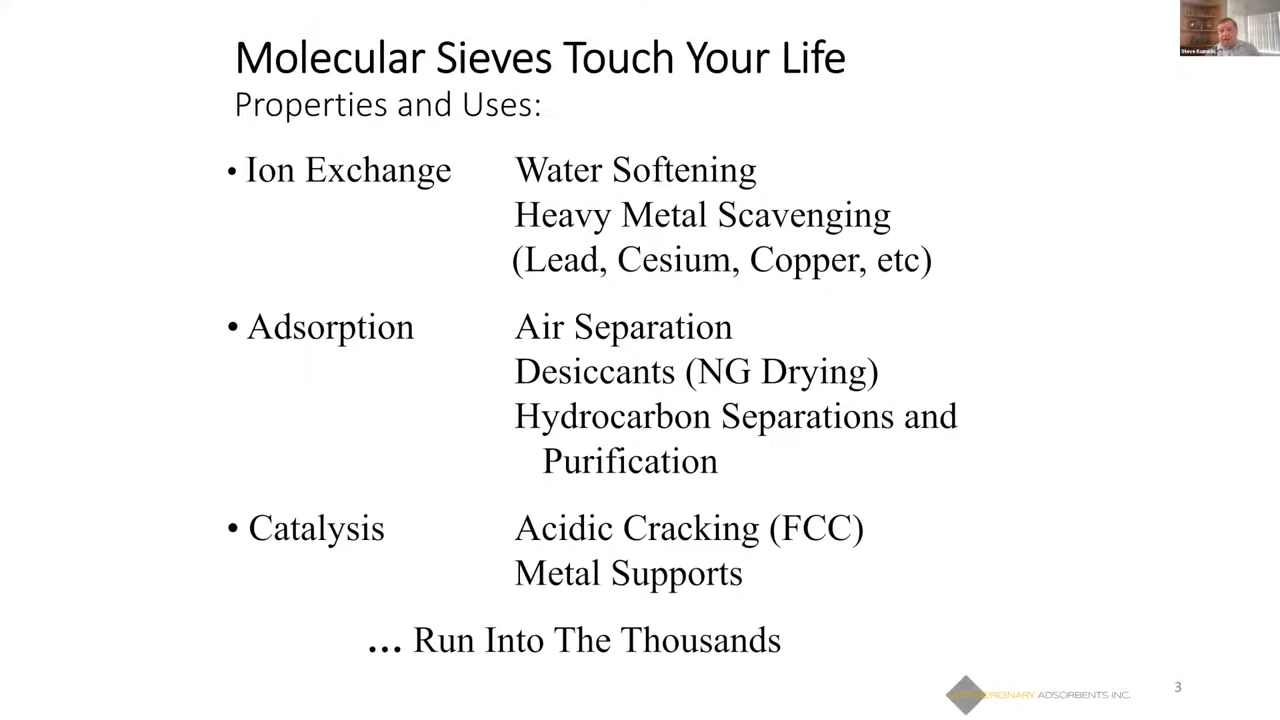 Molecular Sieves Touch Your Life
Properties and Uses:
• Ion Exchange Water Softening
Heavy Metal Scavenging
(Lead, Cesium, Copper, etc)
• Adsorption Air Separation
Desiccants (NG Drying)
Hydrocarbon Separations and
Purification
• Catalysis Acidic Cracking (FCC)
Metal Supports
... Run Into The Thousands
ADSORBENTS INC.
3
Steve